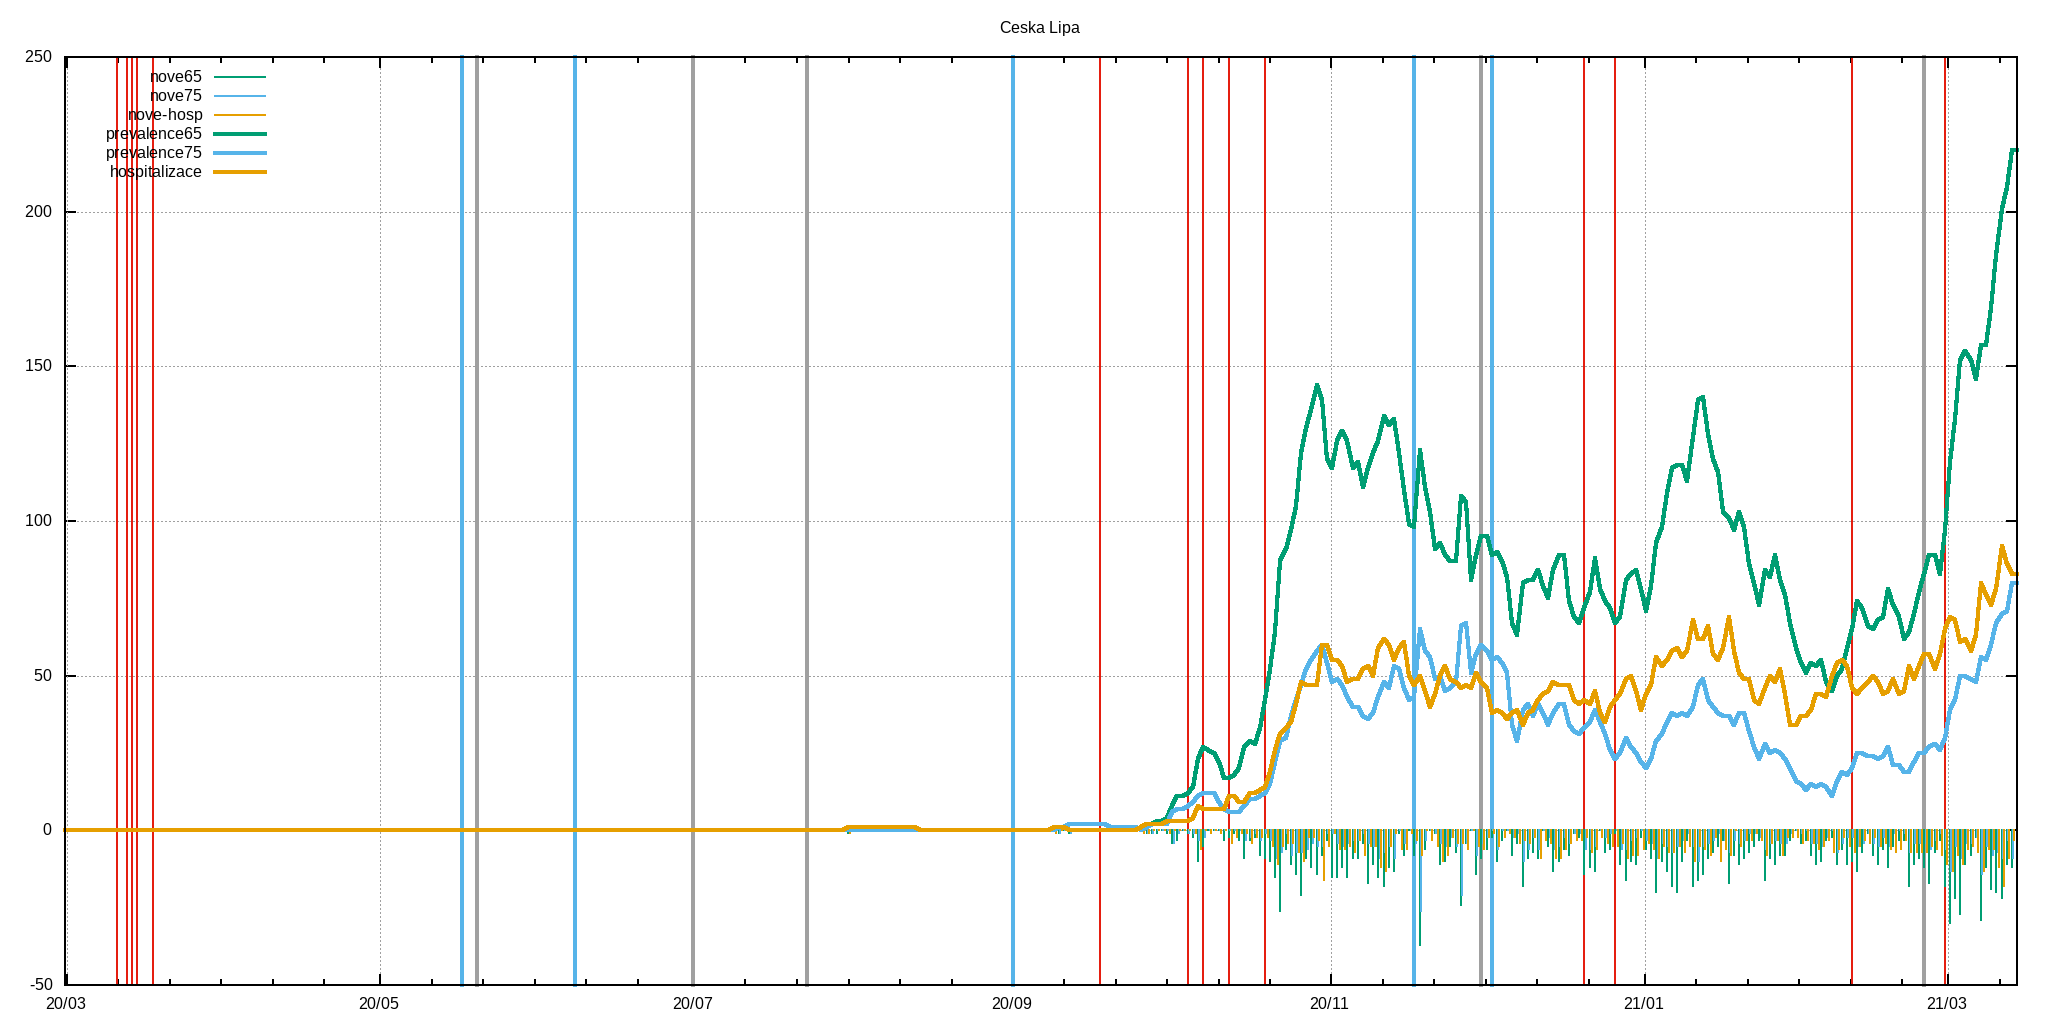 Ceska Lipa
250
nove65
nove75
nove-hosp
prevalence65
prevalence75
hospitalizace
200
150
100
50
0
-50
20/03 20/05 20/07 20/09 20/11 21/01 21/03